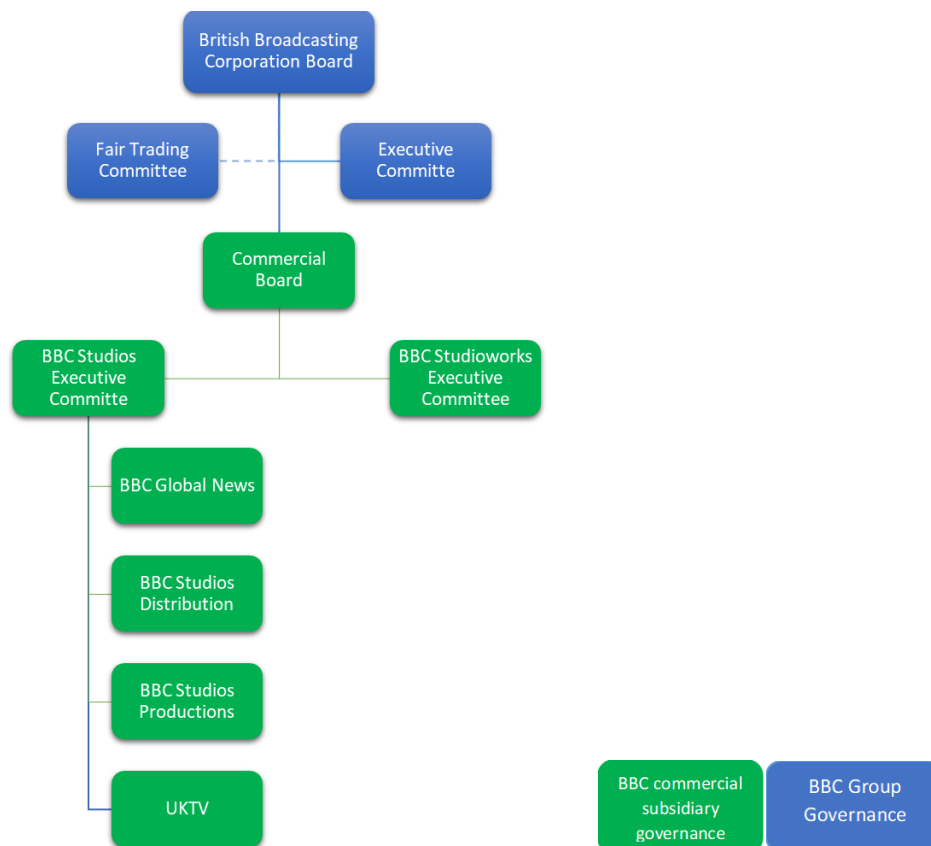 British Broadcasting
Corporation Board
Fair Trading
Committee
Executive
Committe
Commercial
Board
BBC Studios
Executive
Committe
BBC Studioworks
Executive
Committee
BBC Global News
BBC Studios
Distribution
BBC Studios
Productions
UKTV
BBC commercial
subsidiary
governance
BBC Group
Governance